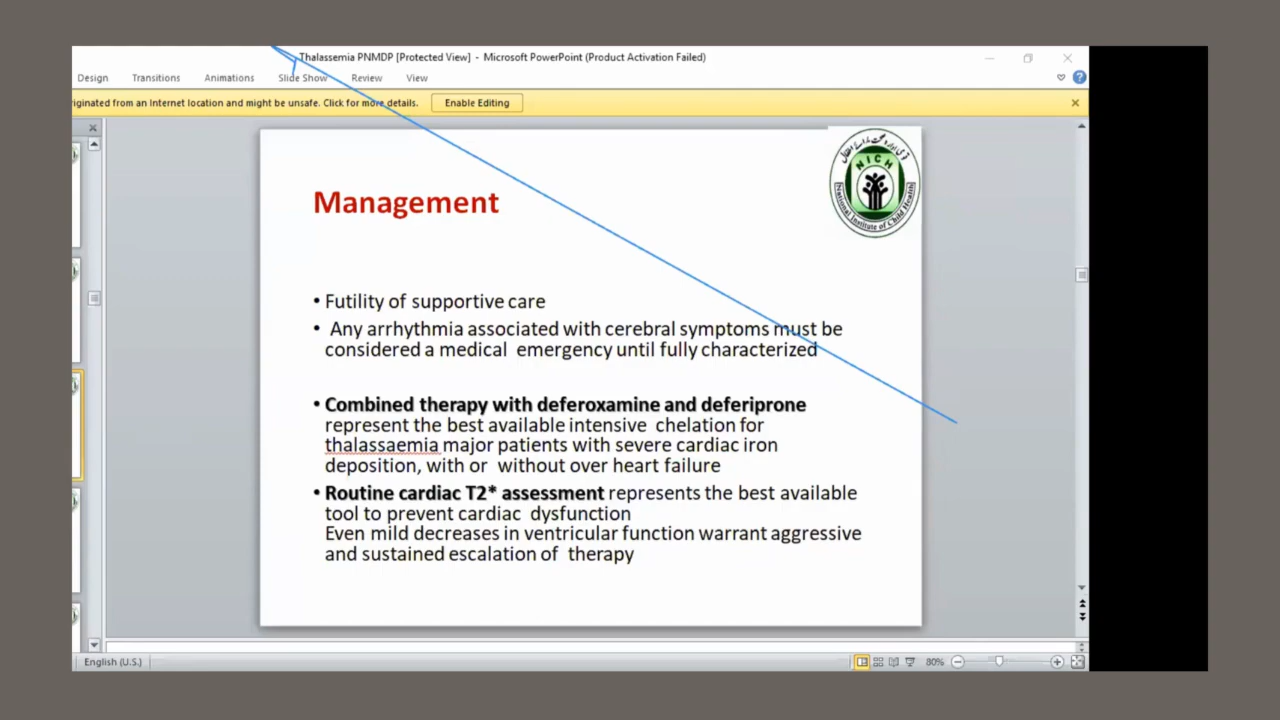 Thalassemia PNMDP [Protected View] - Microsoft PowerPoint (Product Activation Failed)
Design Transitions Animations Slide Show Review View
iginated from an Internet location and might be unsafe. Click for more details. Enable Editing
NICH
National Institute of Child Health
Management
• Futility of supportive care
• Any arrhythmia associated with cerebral symptoms must be
considered a medical emergency until fully characterized
• Combined therapy with deferoxamine and deferiprone
represent the best available intensive chelation for
thalassaemia major patients with severe cardiac iron
deposition, with or without over heart failure
• Routine cardiac T2* assessment represents the best available
tool to prevent cardiac dysfunction
Even mild decreases in ventricular function warrant aggressive
and sustained escalation of therapy
English (U.S.) 80%